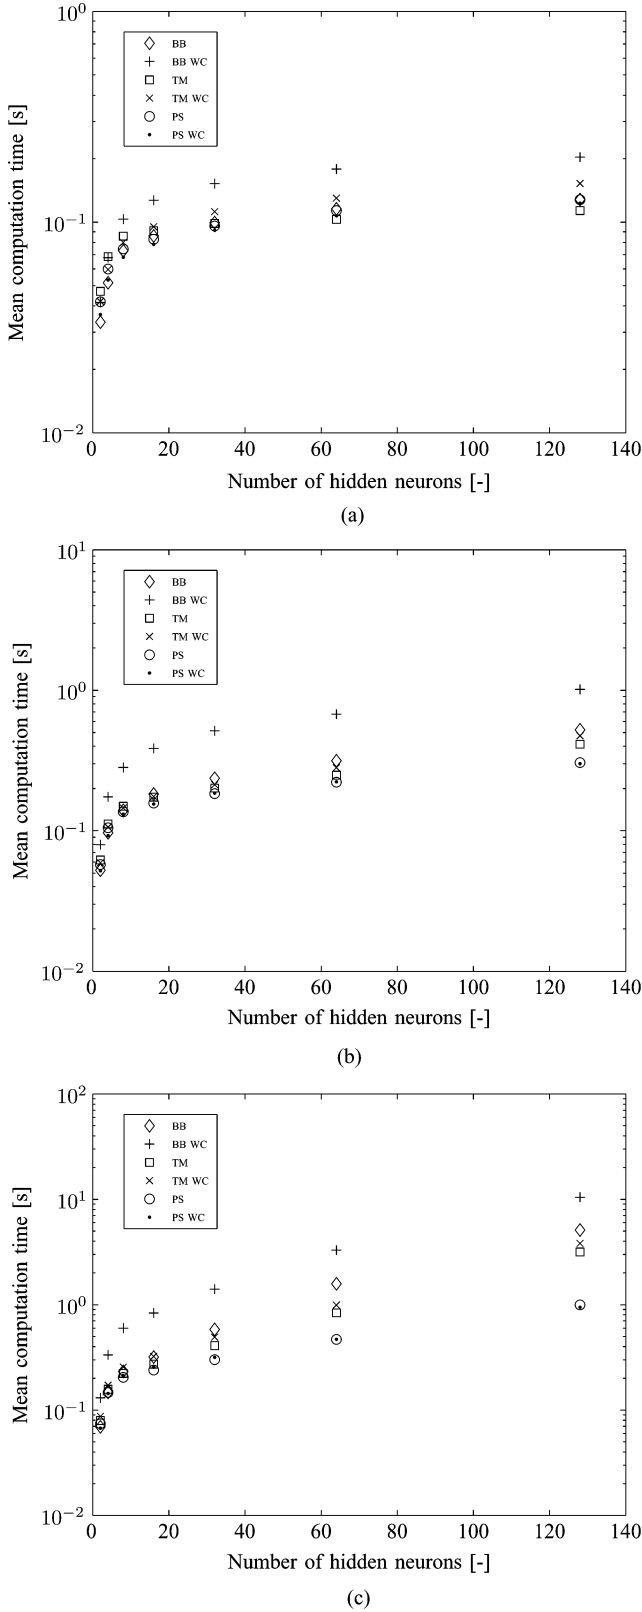 10^0
BB
BB WC
TM
TM WC
PS
PS WC
Mean computation time [s]
10^-1
10^-2
0 20 40 60 80 100 120 140
Number of hidden neurons [-]
(a)
10^1
BB
BB WC
TM
TM WC
PS
PS WC
10^0
Mean computation time [s]
10^-1
10^-2
0 20 40 60 80 100 120 140
Number of hidden neurons [-]
(b)
10^2
BB
BB WC
TM
TM WC
PS
PS WC
10^1
Mean computation time [s]
10^0
10^-1
10^-2
0 20 40 60 80 100 120 140
Number of hidden neurons [-]
(c)